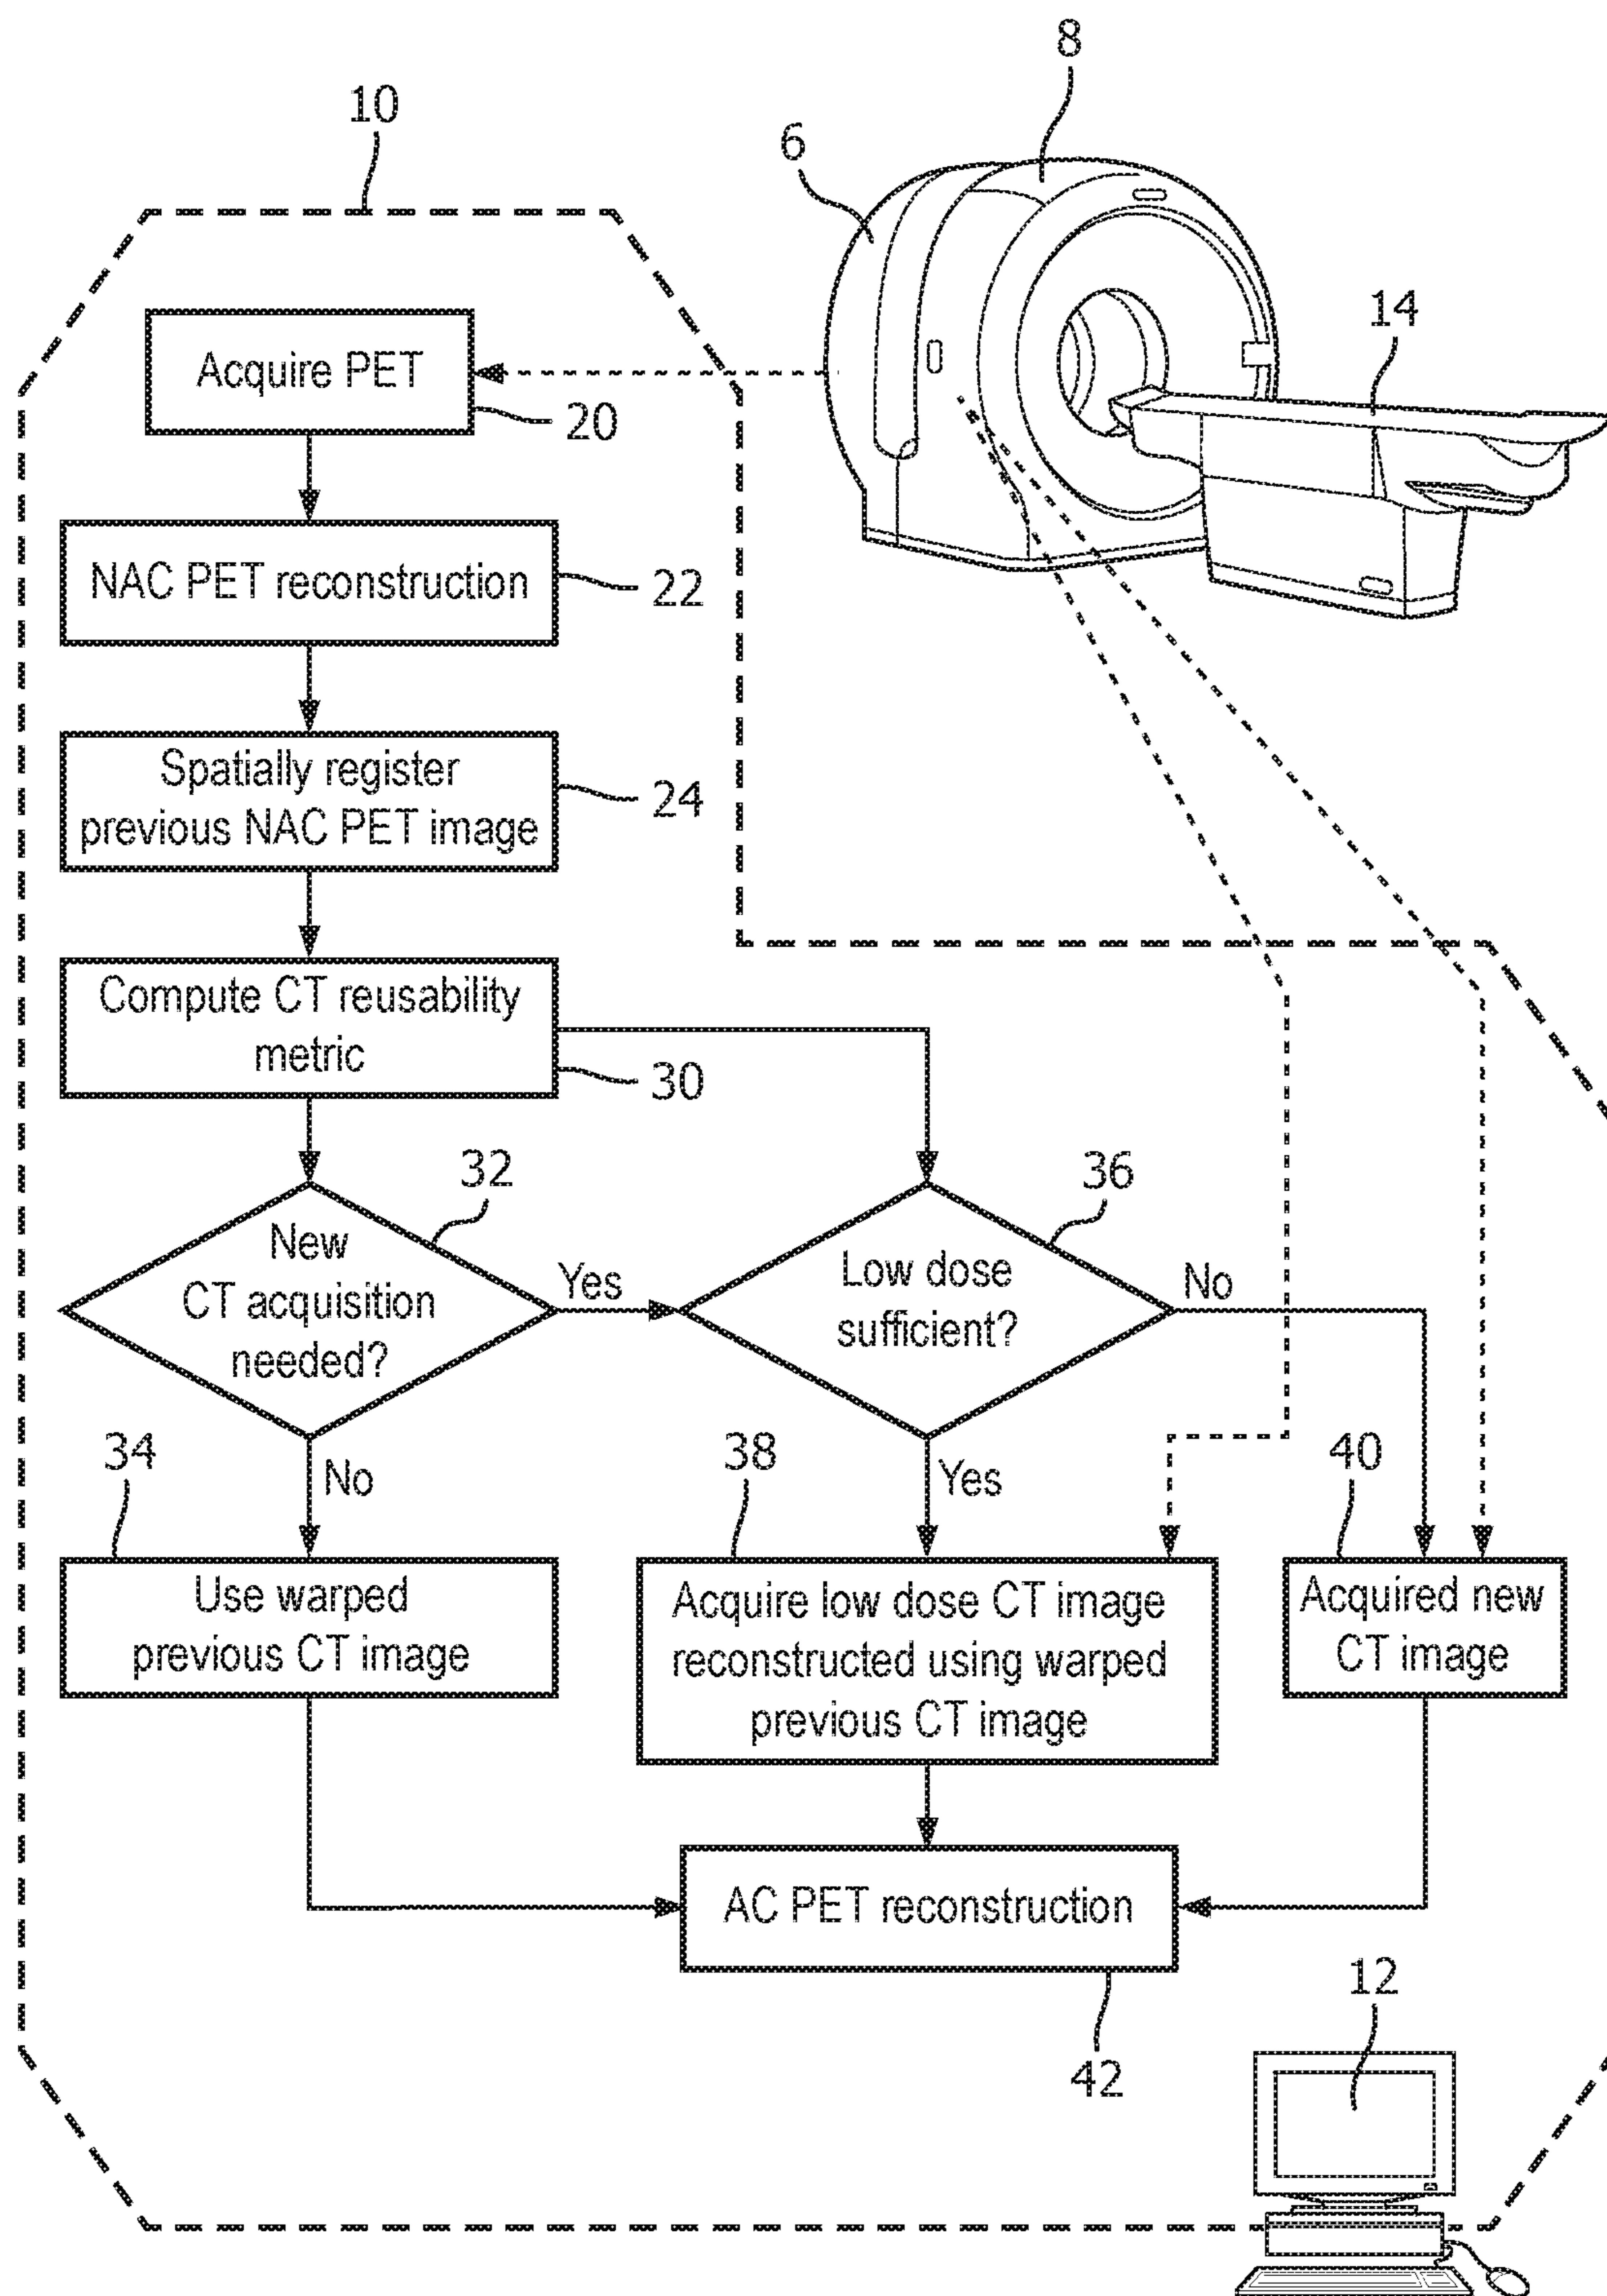 8
10
6
14
Acquire PET
20
NAC PET reconstruction
22
Spatially register
previous NAC PET image
24
Compute CT reusability
metric
30
32
36
New
CT acquisition
needed?
Yes
Low dose
sufficient?
No
34
No
38
Yes
40
Use warped
previous CT image
Acquire low dose CT image
reconstructed using warped
previous CT image
Acquired new
CT image
AC PET reconstruction
42
12